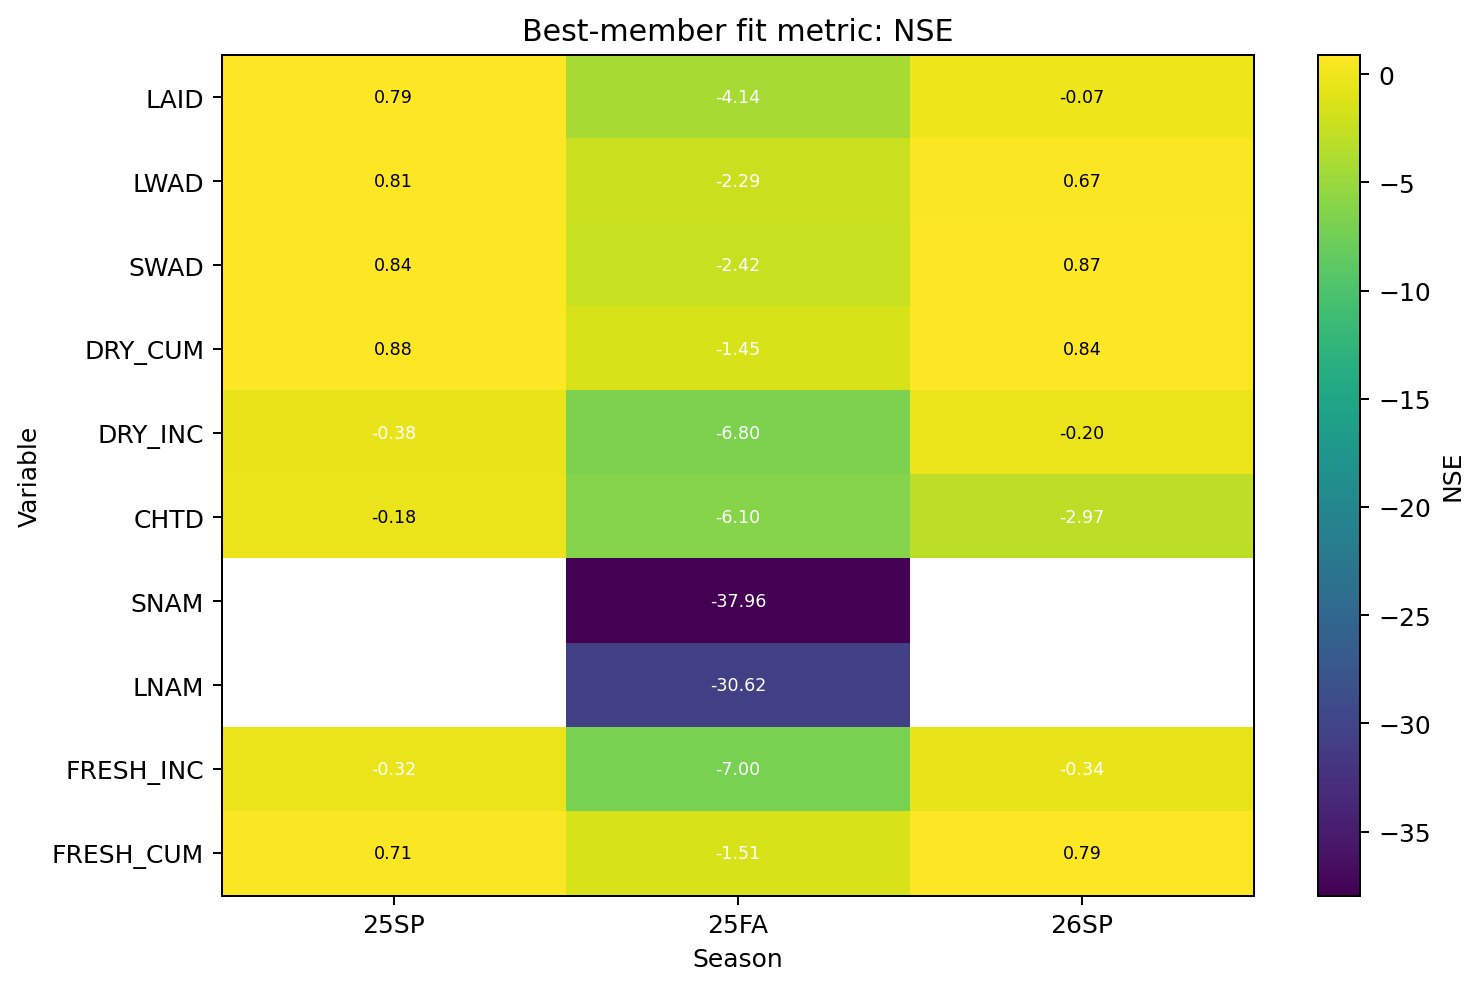 Best-member fit metric: NSE
LAID 0.79 -4.14 -0.07
LWAD 0.81 -2.29 0.67
SWAD 0.84 -2.42 0.87
DRY_CUM 0.88 -1.45 0.84
DRY_INC -0.38 -6.80 -0.20
CHTD -0.18 -6.10 -2.97
SNAM -37.96
LNAM -30.62
FRESH_INC -0.32 -7.00 -0.34
FRESH_CUM 0.71 -1.51 0.79
25SP 25FA 26SP
Season
Variable
0
−5
−10
−15
−20
−25
−30
−35
NSE